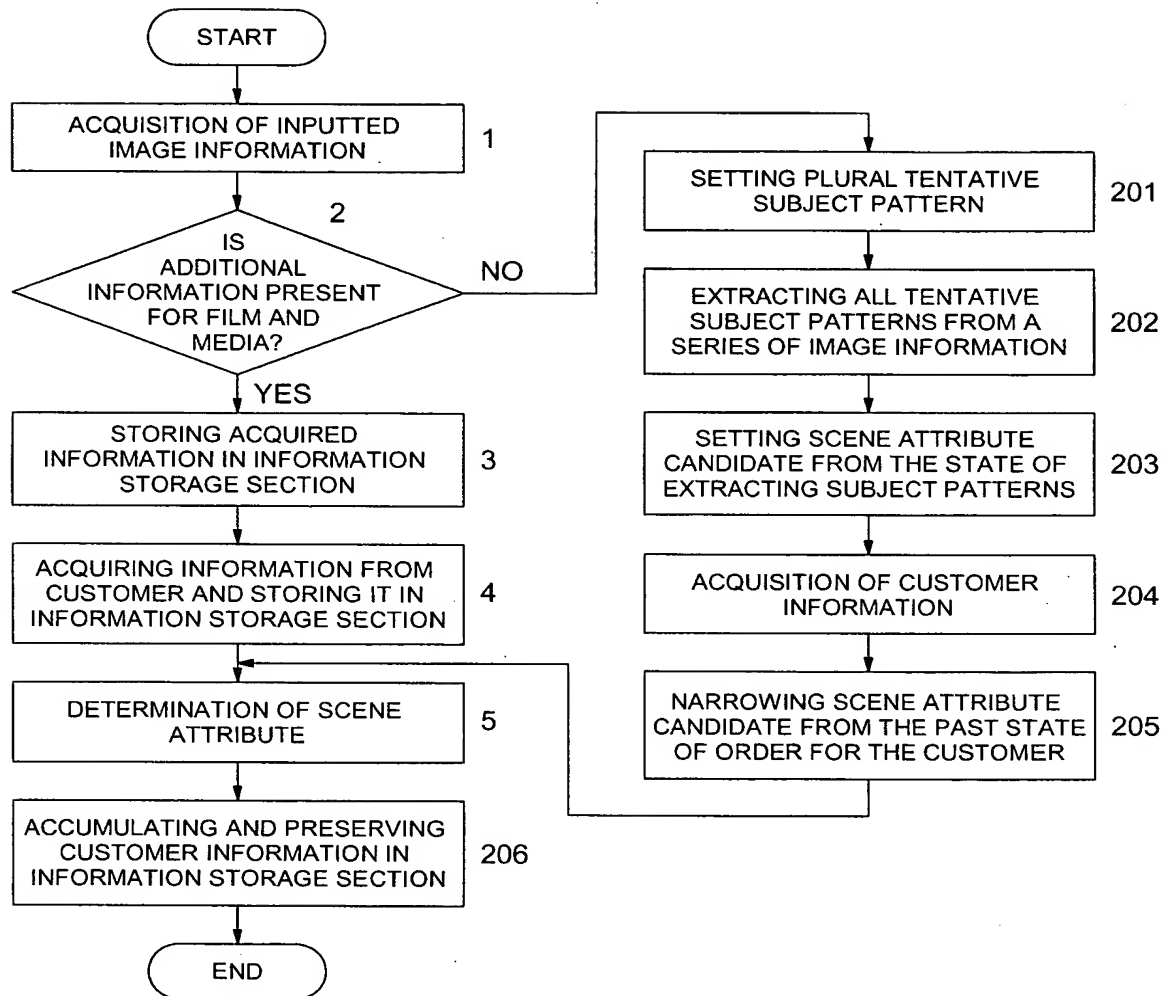 START
ACQUISITION OF INPUTTED
IMAGE INFORMATION
1
2
IS
ADDITIONAL
INFORMATION PRESENT
FOR FILM AND
MEDIA?
NO
YES
STORING ACQUIRED
INFORMATION IN INFORMATION
STORAGE SECTION
3
ACQUIRING INFORMATION FROM
CUSTOMER AND STORING IT IN
INFORMATION STORAGE SECTION
4
DETERMINATION OF SCENE
ATTRIBUTE
5
ACCUMULATING AND PRESERVING
CUSTOMER INFORMATION IN
INFORMATION STORAGE SECTION
206
END
SETTING PLURAL TENTATIVE
SUBJECT PATTERN
201
EXTRACTING ALL TENTATIVE
SUBJECT PATTERNS FROM A
SERIES OF IMAGE INFORMATION
202
SETTING SCENE ATTRIBUTE
CANDIDATE FROM THE STATE OF
EXTRACTING SUBJECT PATTERNS
203
ACQUISITION OF CUSTOMER
INFORMATION
204
NARROWING SCENE ATTRIBUTE
CANDIDATE FROM THE PAST STATE
OF ORDER FOR THE CUSTOMER
205